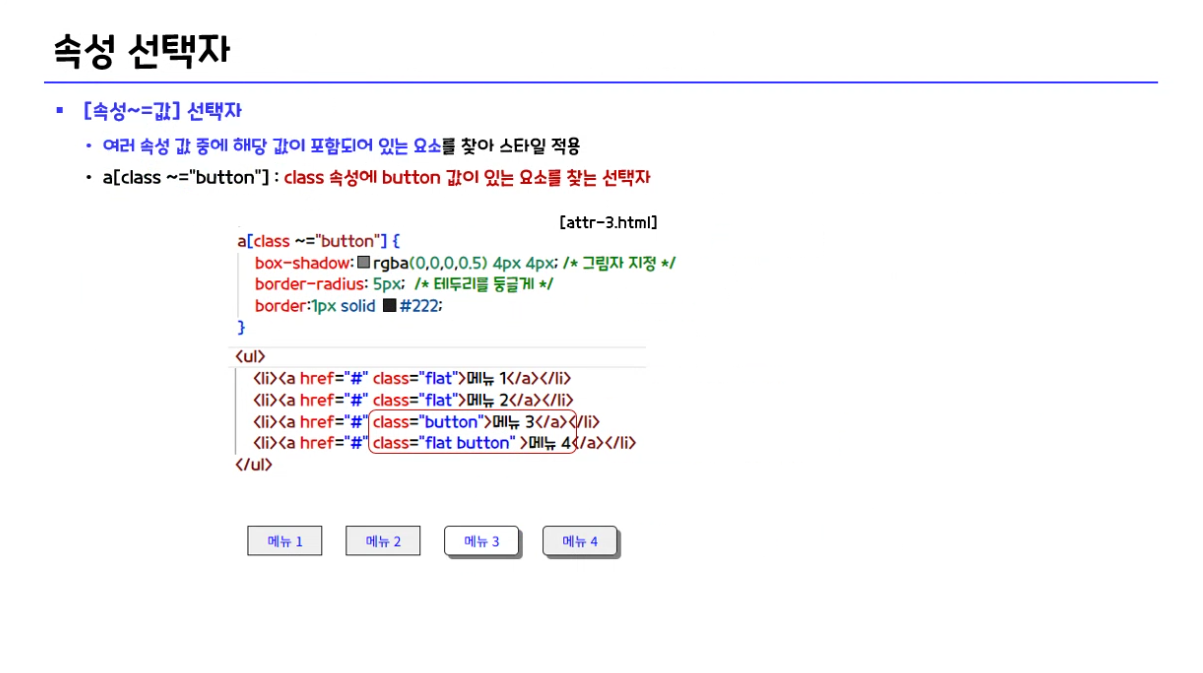 속성 선택자
▪ [속성~=값] 선택자
• 여러 속성 값 중에 해당 값이 포함되어 있는 요소를 찾아 스타일 적용
• a[class ~="button"] : class 속성에 button 값이 있는 요소를 찾는 선택자
[attr-3.html]
a[class ~="button"] {
box-shadow: rgba(0,0,0,0.5) 4px 4px; /* 그림자 지정 */
border-radius: 5px; /* 테두리를 둥글게 */
border:1px solid #222;
}
<ul>
<li><a href="#" class="flat">메뉴 1</a></li>
<li><a href="#" class="flat">메뉴 2</a></li>
<li><a href="#" class="button">메뉴 3</a></li>
<li><a href="#" class="flat button" >메뉴 4</a></li>
</ul>
메뉴 1 메뉴 2 메뉴 3 메뉴 4